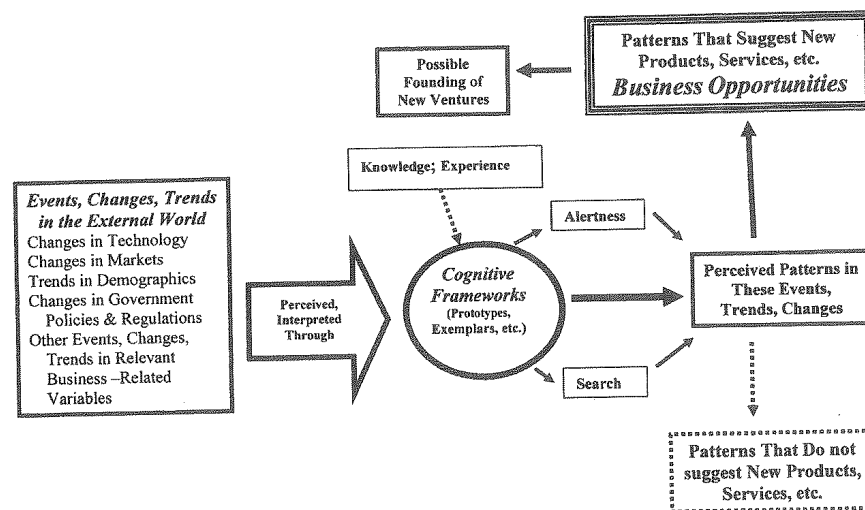 Patterns That Suggest New
Products, Services, etc.
Business Opportunities
Possible
Founding of
New Ventures
Knowledge; Experience
Events, Changes, Trends
in the External World
Changes in Technology
Changes in Markets
Trends in Demographics
Changes in Government
Policies & Regulations
Other Events, Changes,
Trends in Relevant
Business –Related
Variables
Perceived,
Interpreted
Through
Cognitive
Frameworks
(Prototypes,
Exemplars, etc.)
Alertness
Search
Perceived Patterns in
These Events,
Trends, Changes
Patterns That Do not
suggest New Products,
Services, etc.